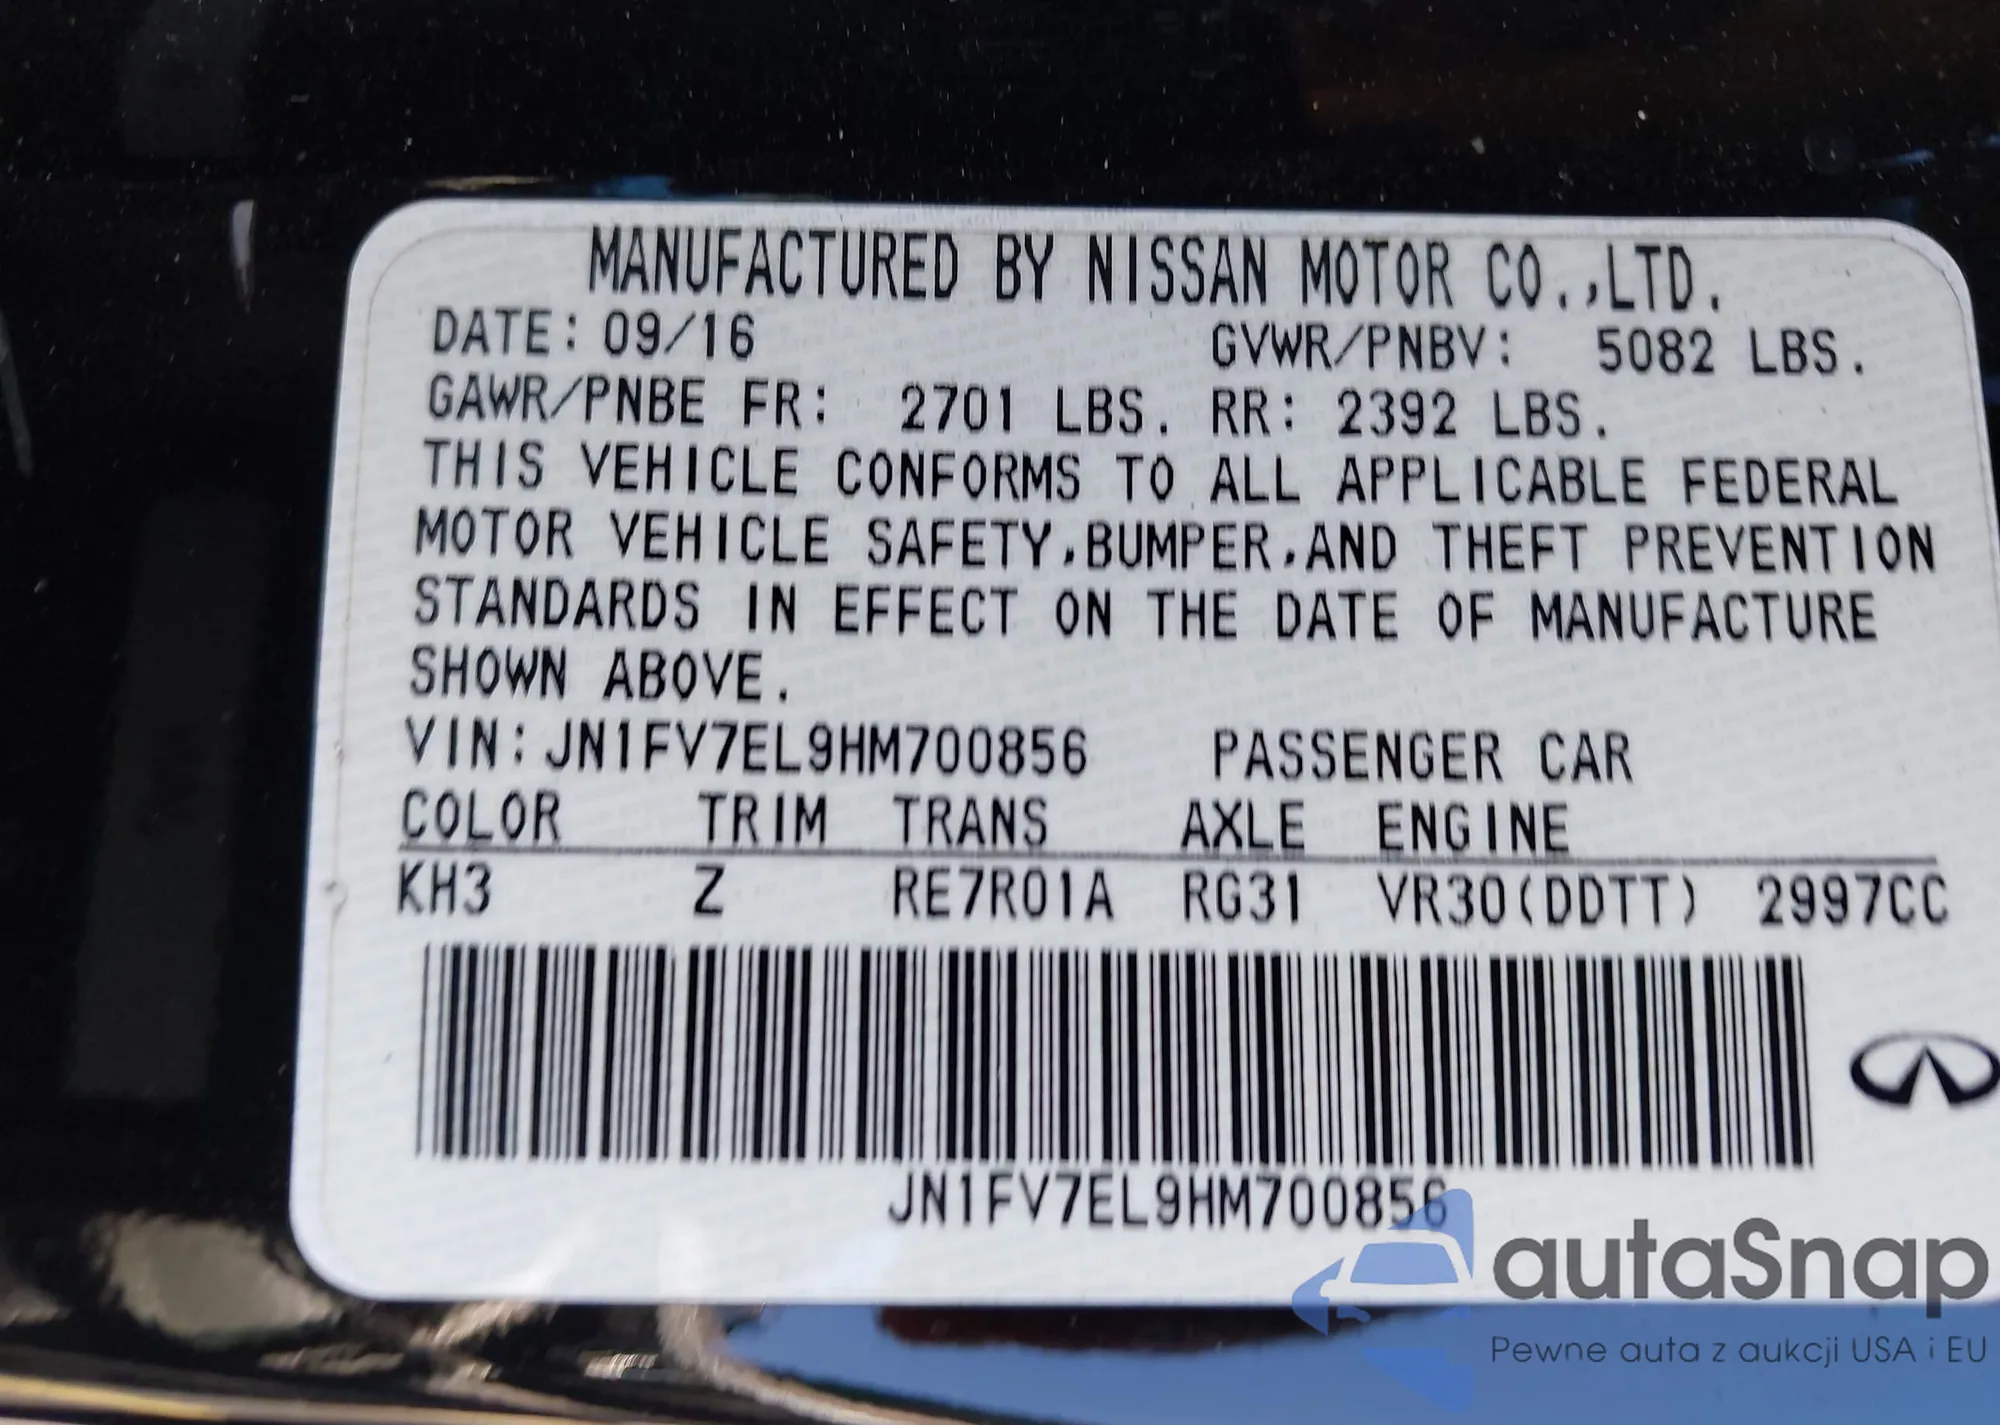 MANUFACTURED BY NISSAN MOTOR CO.,LTD.
DATE: 09/16 GVWR/PNBV: 5082 LBS.
GAWR/PNBE FR: 2701 LBS. RR: 2392 LBS.
THIS VEHICLE CONFORMS TO ALL APPLICABLE FEDERAL
MOTOR VEHICLE SAFETY,BUMPER,AND THEFT PREVENTION
STANDARDS IN EFFECT ON THE DATE OF MANUFACTURE
SHOWN ABOVE.
VIN:JN1FV7EL9HM700856 PASSENGER CAR
COLOR TRIM TRANS AXLE ENGINE
KH3 Z RE7R01A RG31 VR30(DDTT) 2997CC
JN1FV7EL9HM700856
autaSnap
Pewne auta z aukcji USA i EU